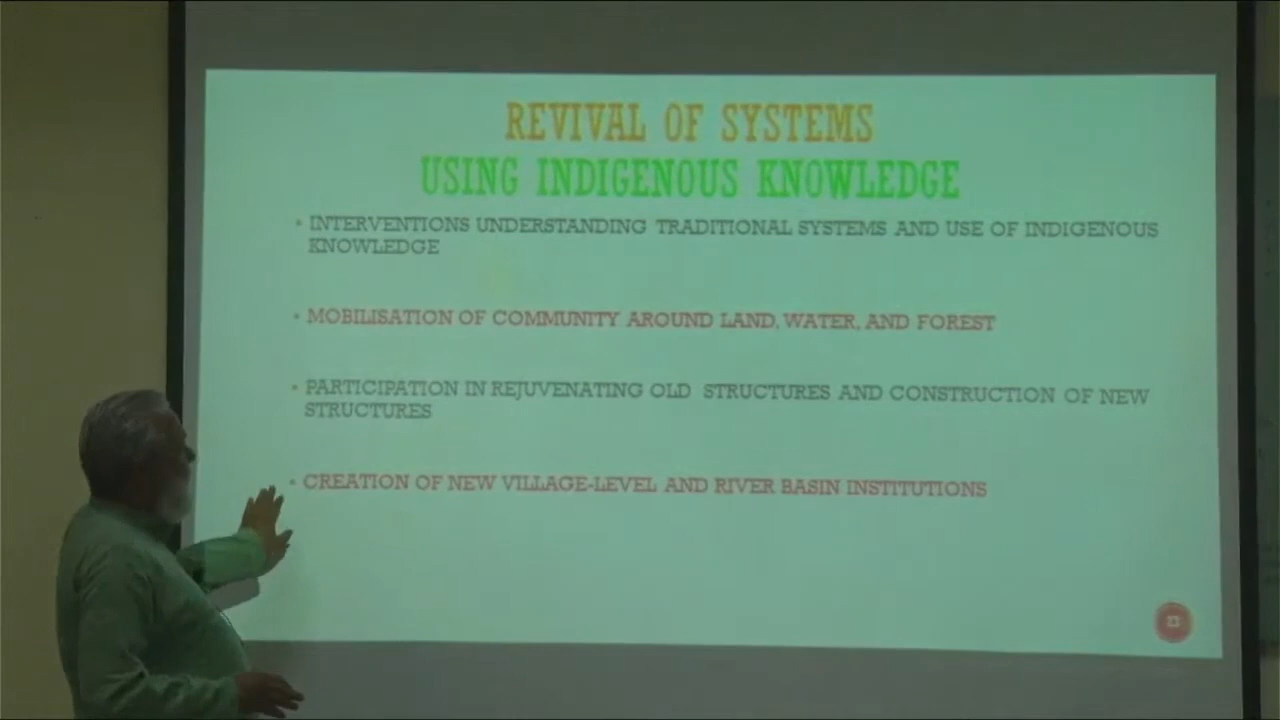 REVIVAL OF SYSTEMS
USING INDIGENOUS KNOWLEDGE
• INTERVENTIONS UNDERSTANDING TRADITIONAL SYSTEMS AND USE OF INDIGENOUS
KNOWLEDGE
• MOBILISATION OF COMMUNITY AROUND LAND, WATER, AND FOREST
• PARTICIPATION IN REJUVENATING OLD STRUCTURES AND CONSTRUCTION OF NEW
STRUCTURES
• CREATION OF NEW VILLAGE-LEVEL AND RIVER BASIN INSTITUTIONS